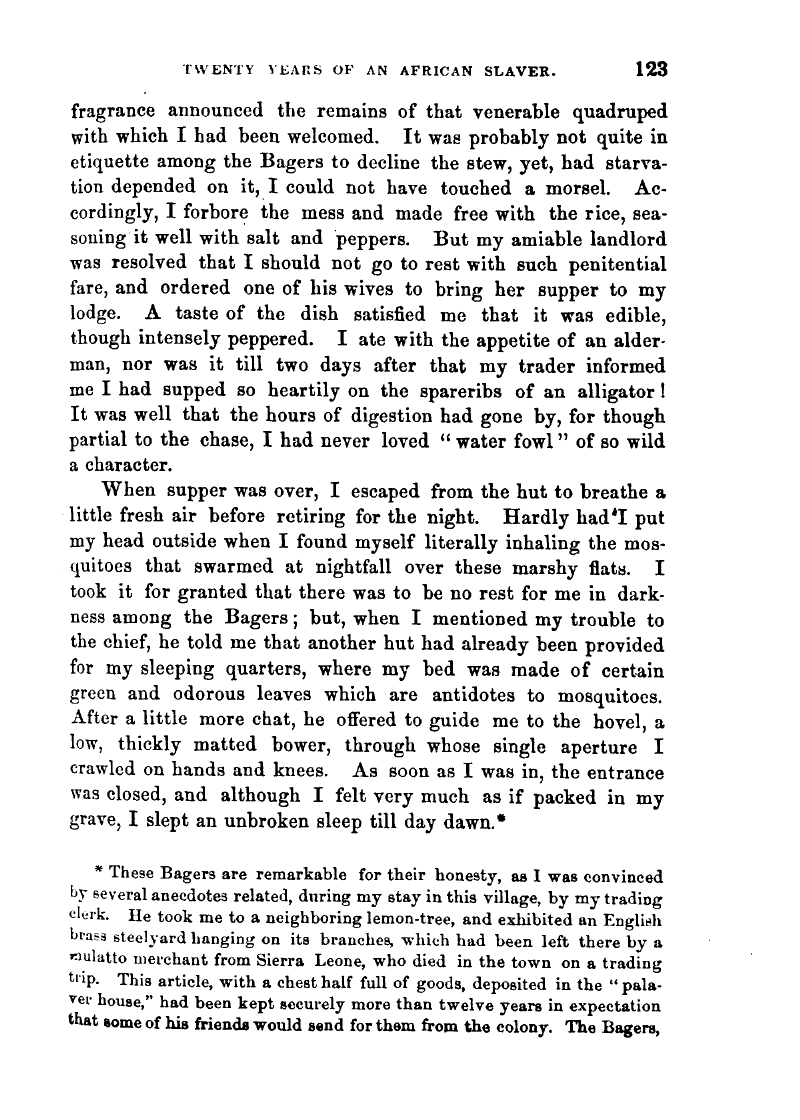 TWENTY YEARS OF AN AFRICAN SLAVER. 123
fragrance announced the remains of that venerable quadruped
with which I had been welcomed. It was probably not quite in
etiquette among the Bagers to decline the stew, yet, had starva-
tion depended on it, I could not have touched a morsel. Ac-
cordingly, I forbore the mess and made free with the rice, sea-
soning it well with salt and peppers. But my amiable landlord
was resolved that I should not go to rest with such penitential
fare, and ordered one of his wives to bring her supper to my
lodge. A taste of the dish satisfied me that it was edible,
though intensely peppered. I ate with the appetite of an alder-
man, nor was it till two days after that my trader informed
me I had supped so heartily on the spareribs of an alligator!
It was well that the hours of digestion had gone by, for though
partial to the chase, I had never loved “water fowl” of so wild
a character.
When supper was over, I escaped from the hut to breathe a
little fresh air before retiring for the night. Hardly had I put
my head outside when I found myself literally inhaling the mos-
quitoes that swarmed at nightfall over these marshy flats. I
took it for granted that there was to be no rest for me in dark-
ness among the Bagers; but, when I mentioned my trouble to
the chief, he told me that another hut had already been provided
for my sleeping quarters, where my bed was made of certain
green and odorous leaves which are antidotes to mosquitoes.
After a little more chat, he offered to guide me to the hovel, a
low, thickly matted bower, through whose single aperture I
crawled on hands and knees. As soon as I was in, the entrance
was closed, and although I felt very much as if packed in my
grave, I slept an unbroken sleep till day dawn.*
* These Bagers are remarkable for their honesty, as I was convinced
by several anecdotes related, during my stay in this village, by my trading
clerk. He took me to a neighboring lemon-tree, and exhibited an English
brass steelyard hanging on its branches, which had been left there by a
mulatto merchant from Sierra Leone, who died in the town on a trading
trip. This article, with a chest half full of goods, deposited in the “pala-
ver house,” had been kept securely more than twelve years in expectation
that some of his friends would send for them from the colony. The Bagers,